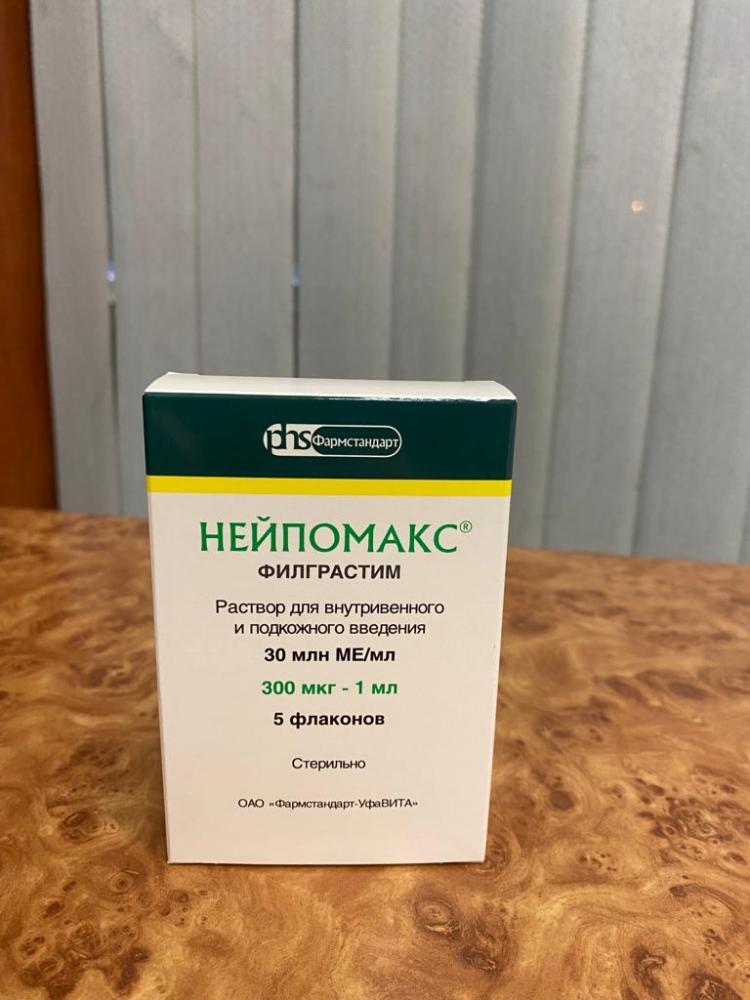 phs Фармстандарт
НЕЙПОМАКС®
ФИЛГРАСТИМ
Раствор для внутривенного
и подкожного введения
30 млн МЕ/мл
300 мкг - 1 мл
5 флаконов
Стерильно
ОАО «Фармстандарт-УфаВИТА»